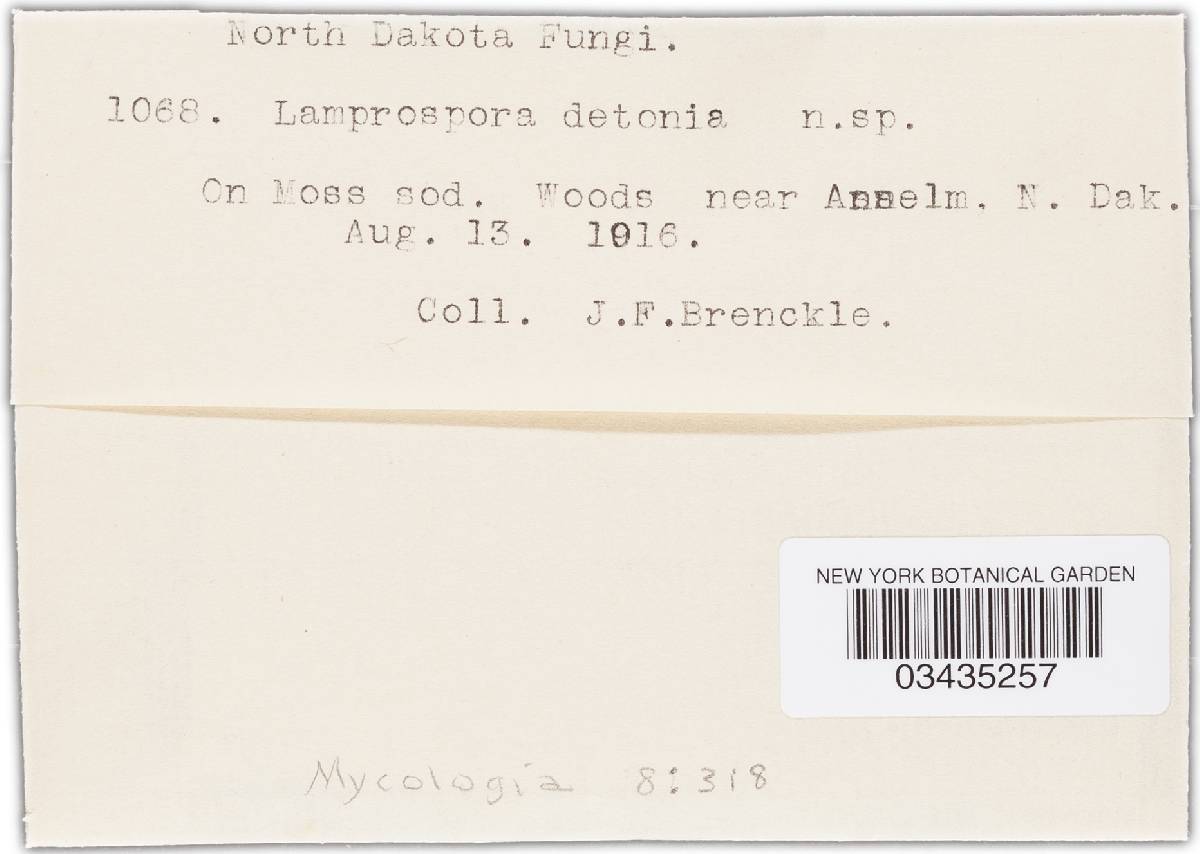 North Dakota Fungi.
1068. Lamprospora detonia n.sp.
On Moss sod. Woods near Anselm, N. Dak.
Aug. 13. 1916.
Coll. J.F.Brenckle.
NEW YORK BOTANICAL GARDEN
03435257
Mycologia 8:318